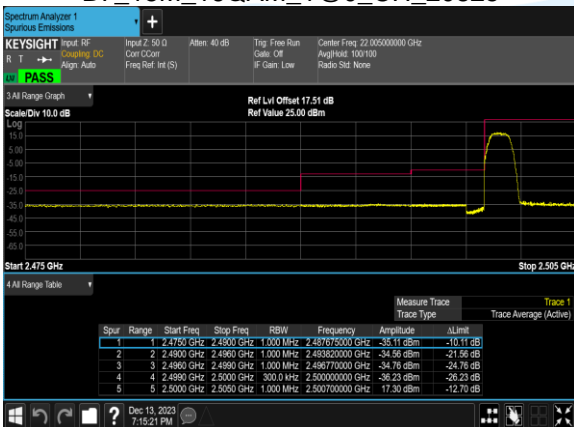 Spectrum Analyzer 1
Spurious Emissions
+
KEYSIGHT Input: RF Input Z: 50 Ω Atten: 40 dB Trig: Free Run Center Freq: 22.005000000 GHz
R T Coupling: DC Corr CCorr Gate: Off Avg|Hold: 100/100
Align: Auto Freq Ref: Int (S) IF Gain: Low Radio Std: None
PASS
3 All Range Graph Ref Lvl Offset 17.51 dB
Scale/Div 10.0 dB Ref Value 25.00 dBm
Log
15.0
5.00
-5.00
-15.0
-25.0
-35.0
-45.0
-55.0
-65.0
Start 2.475 GHz Stop 2.505 GHz
4 All Range Table
Measure Trace Trace 1
Trace Type Trace Average (Active)
Spur Range Start Freq Stop Freq RBW Frequency Amplitude ΔLimit
1 1 2.4750 GHz 2.4900 GHz 1.000 MHz 2.487675000 GHz -35.11 dBm -10.11 dB
2 2 2.4900 GHz 2.4960 GHz 1.000 MHz 2.493820000 GHz -34.56 dBm -21.56 dB
3 3 2.4960 GHz 2.4990 GHz 1.000 MHz 2.496770000 GHz -34.76 dBm -24.76 dB
4 4 2.4990 GHz 2.5000 GHz 300.0 kHz 2.500000000 GHz -36.23 dBm -26.23 dB
5 5 2.5000 GHz 2.5050 GHz 1.000 MHz 2.500700000 GHz 17.30 dBm -12.70 dB
? Dec 13, 2023
7:15:21 PM